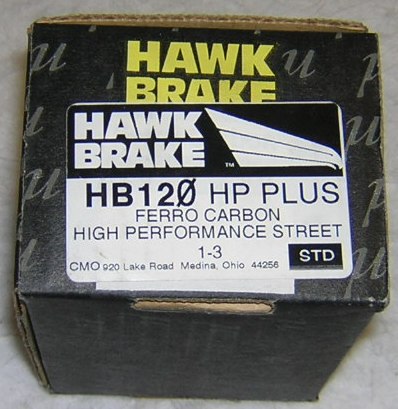 HAWK
BRAKE
HAWK
BRAKE
™
HB12Ø HP PLUS
FERRO CARBON
HIGH PERFORMANCE STREET
1-3
STD
CMO 920 Lake Road Medina, Ohio 44256